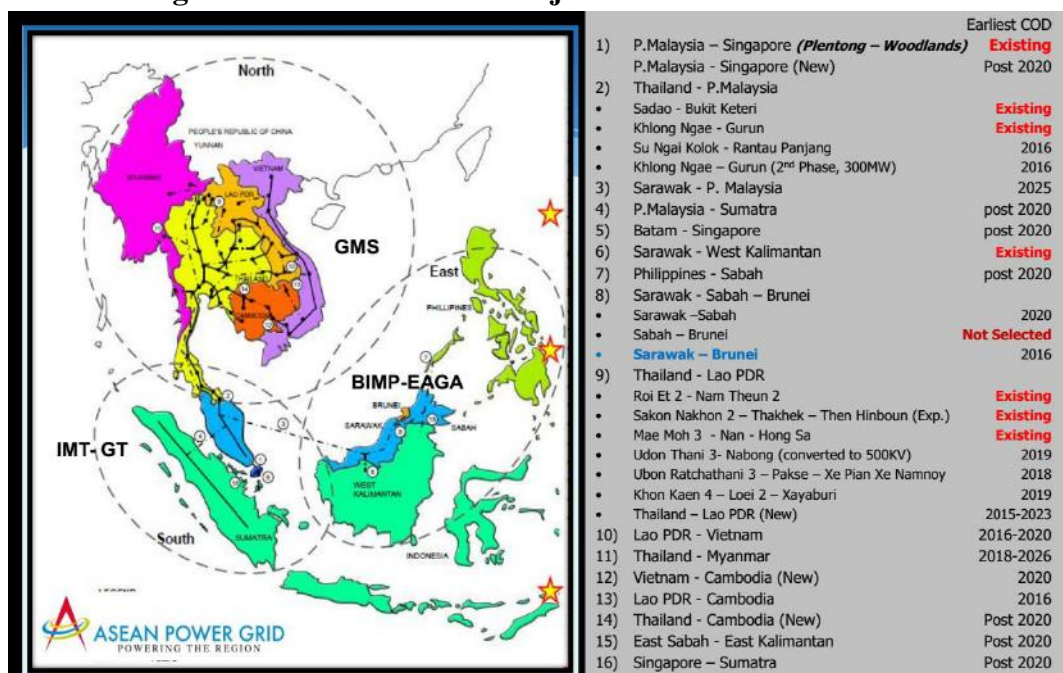 North
PEOPLE'S REPUBLIC OF CHINA
YUNNAN
MYANMAR
VIETNAM
LAO PDR
GMS
THAILAND
CAMBODIA
East
PHILLIPINES
BIMP-EAGA
BRUNEI
SARAWAK
SABAH
IMT-GT
WEST
KALIMANTAN
South
SUMATRA
INDONESIA
ASEAN POWER GRID
POWERING THE REGION
Earliest COD
1) P.Malaysia – Singapore (Plentong – Woodlands) Existing
P.Malaysia - Singapore (New) Post 2020
2) Thailand - P.Malaysia
• Sadao - Bukit Keteri Existing
• Khlong Ngae - Gurun Existing
• Su Ngai Kolok - Rantau Panjang 2016
• Khlong Ngae – Gurun (2nd Phase, 300MW) 2016
3) Sarawak - P. Malaysia 2025
4) P.Malaysia - Sumatra post 2020
5) Batam - Singapore post 2020
6) Sarawak - West Kalimantan Existing
7) Philippines - Sabah post 2020
8) Sarawak - Sabah – Brunei
• Sarawak –Sabah 2020
• Sabah – Brunei Not Selected
• Sarawak – Brunei 2016
9) Thailand - Lao PDR
• Roi Et 2 - Nam Theun 2 Existing
• Sakon Nakhon 2 – Thakhek – Then Hinboun (Exp.) Existing
• Mae Moh 3 - Nan - Hong Sa Existing
• Udon Thani 3- Nabong (converted to 500KV) 2019
• Ubon Ratchathani 3 – Pakse – Xe Pian Xe Namnoy 2018
• Khon Kaen 4 – Loei 2 – Xayaburi 2019
• Thailand – Lao PDR (New) 2015-2023
10) Lao PDR - Vietnam 2016-2020
11) Thailand - Myanmar 2018-2026
12) Vietnam - Cambodia (New) 2020
13) Lao PDR - Cambodia 2016
14) Thailand - Cambodia (New) Post 2020
15) East Sabah - East Kalimantan Post 2020
16) Singapore – Sumatra Post 2020